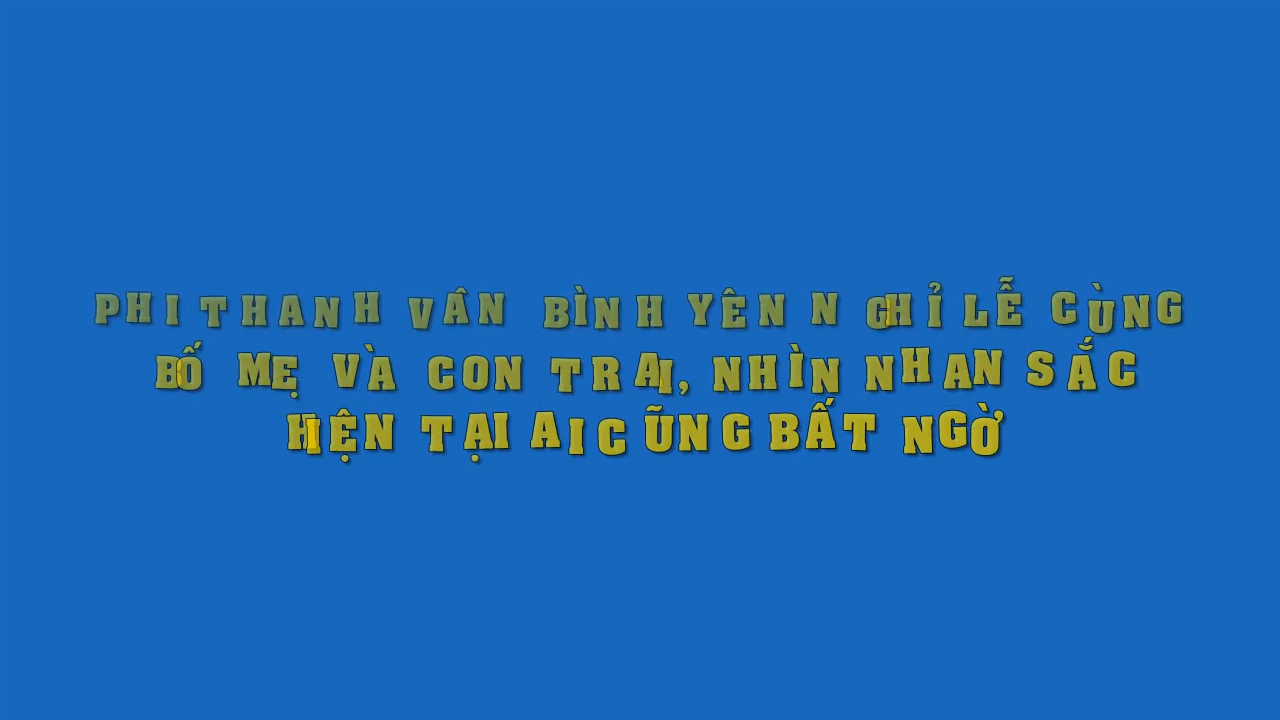 PHI THANH VÂN BÌNH YÊN NGHỈ LỄ CÙNG
BỐ MẸ VÀ CON TRAI, NHÌN NHAN SẮC
HIỆN TẠI AI CŨNG BẤT NGỜ